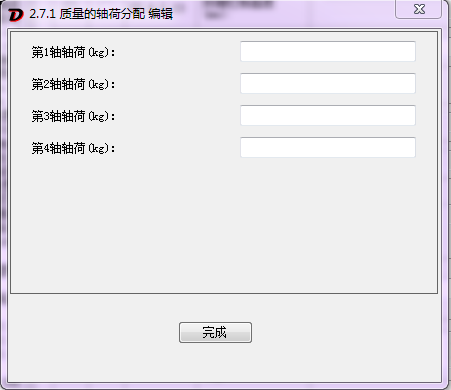 2.7.1 质量的轴荷分配 编辑
第1轴轴荷(kg)：
第2轴轴荷(kg)：
第3轴轴荷(kg)：
第4轴轴荷(kg)：
完成